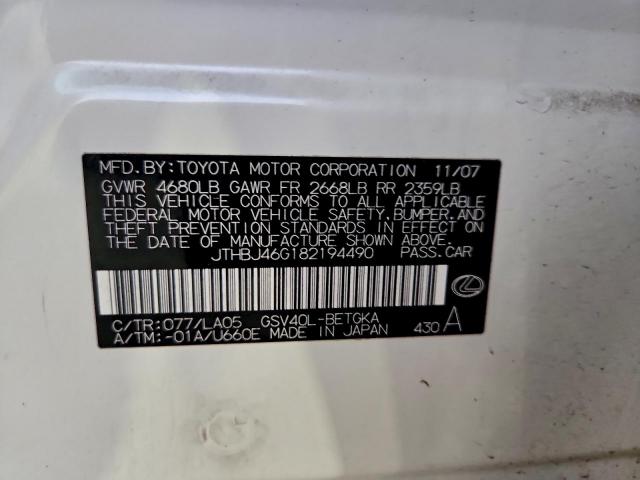 MFD. BY: TOYOTA MOTOR CORPORATION 11/07
GVWR 4680LB GAWR FR 2668LB RR 2359LB
THIS VEHICLE CONFORMS TO ALL APPLICABLE
FEDERAL MOTOR VEHICLE SAFETY, BUMPER, AND
THEFT PREVENTION STANDARDS IN EFFECT ON
THE DATE OF MANUFACTURE SHOWN ABOVE.
JTHBJ46G182194490 PASS. CAR
C/TR: 077/LA05 GSV40L-BETGKA
A/TM: -01A/U660E MADE IN JAPAN 430 A